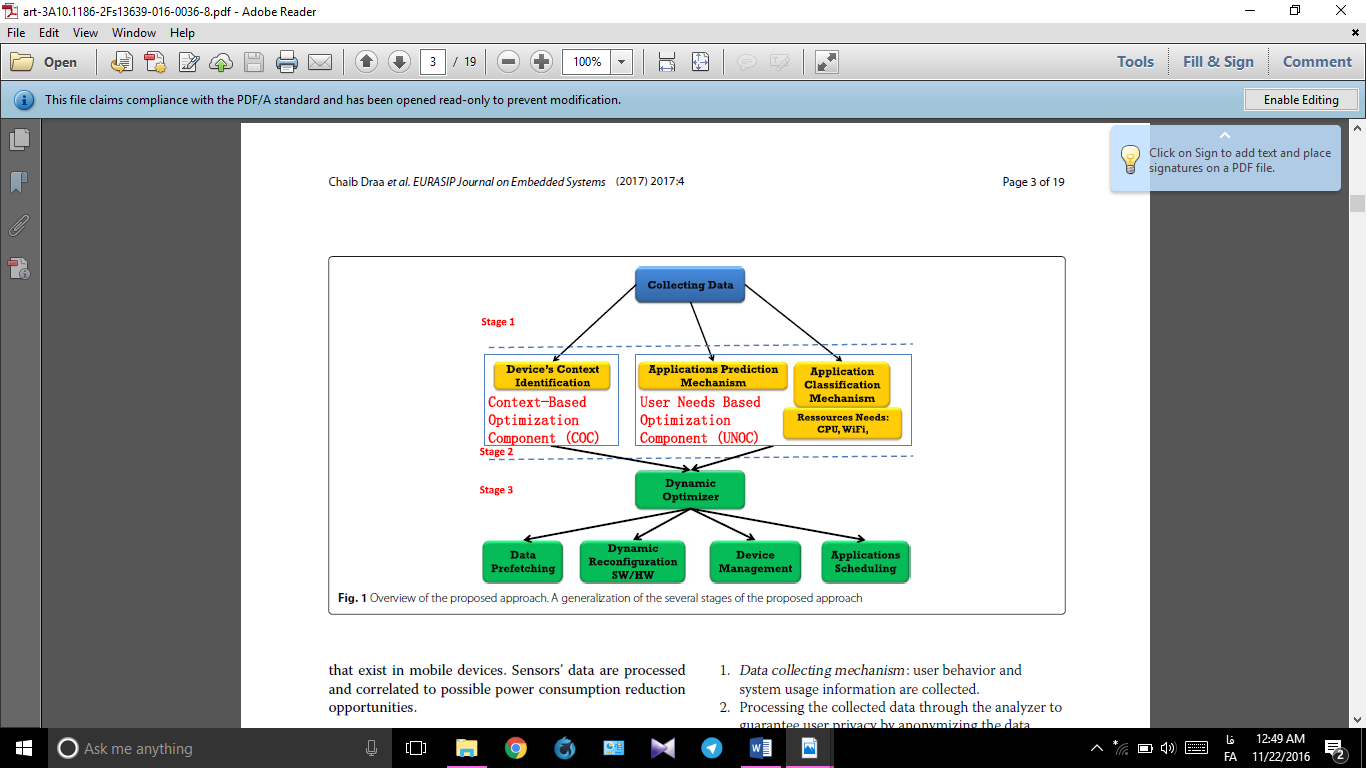 art-3A10.1186-2Fs13639-016-0036-8.pdf - Adobe Reader
File Edit View Window Help
Open 3 / 19 100% Tools Fill & Sign Comment
This file claims compliance with the PDF/A standard and has been opened read-only to prevent modification. Enable Editing
Click on Sign to add text and place
signatures on a PDF file.
Chaib Draa et al. EURASIP Journal on Embedded Systems (2017) 2017:4 Page 3 of 19
Collecting Data
Stage 1
Device's Context
Identification
Context-Based
Optimization
Component (COC)
Applications Prediction
Mechanism
User Needs Based
Optimization
Component (UNOC)
Application
Classification
Mechanism
Ressources Needs:
CPU, WiFi,
Stage 2
Stage 3
Dynamic
Optimizer
Data
Prefetching
Dynamic
Reconfiguration
SW/HW
Device
Management
Applications
Scheduling
Fig. 1 Overview of the proposed approach. A generalization of the several stages of the proposed approach
that exist in mobile devices. Sensors' data are processed
and correlated to possible power consumption reduction
opportunities.
1. Data collecting mechanism: user behavior and
system usage information are collected.
2. Processing the collected data through the analyzer to
guarantee user privacy by anonymizing the data
Ask me anything
فا
FA
12:49 AM
11/22/2016
2